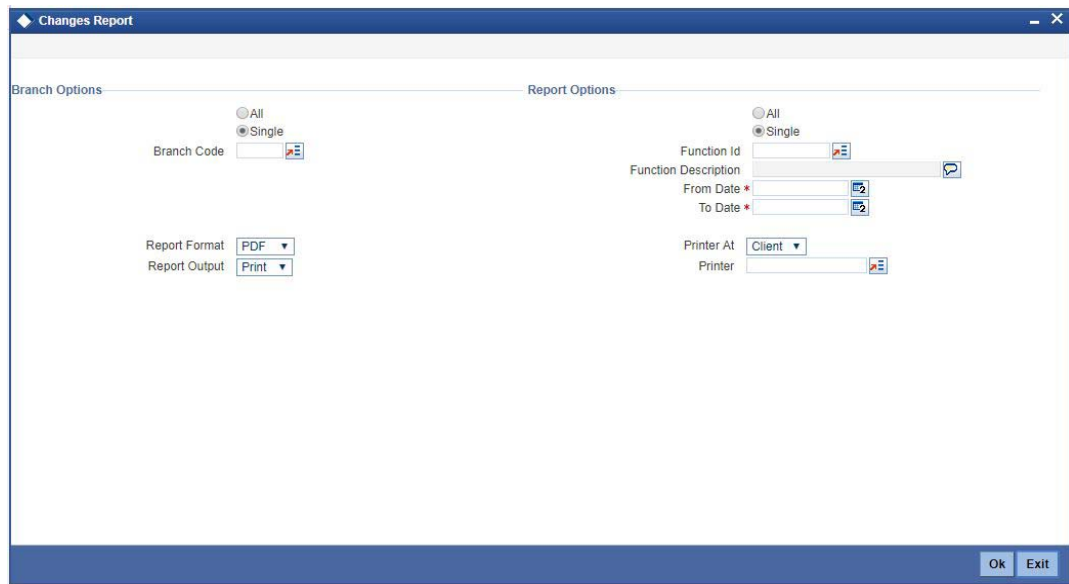 Changes Report
Branch Options
All
Single
Branch Code
Report Options
All
Single
Function Id
Function Description
From Date *
To Date *
Report Format PDF
Report Output Print
Printer At Client
Printer
Ok Exit